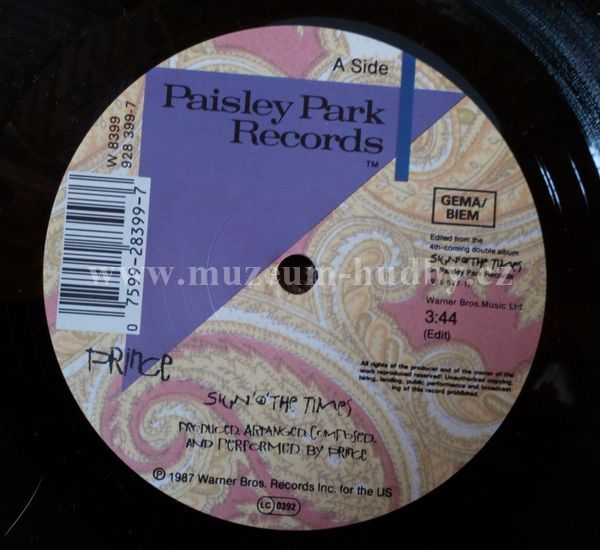 A Side
Paisley Park
Records
TM
W 8399
928 399-7
0 7599-28399-7
GEMA/
BIEM
Edited from the
4th-coming double album
SIGN "☮" THE TIMES
Paisley Park Records
Warner Bros. Music Ltd.
3:44
(Edit)
All rights of the producer and of the owner of the
work reproduced reserved! Unauthorized copying,
hiring, lending, public performance and broadcast
ing of this record prohibited.
www.muzeum-hudby.cz
PRINCE
SIGN "☮" THE TIMES
PRODUCED, ARRANGED, COMPOSED,
AND PERFORMED BY PRINCE
℗ 1987 Warner Bros. Records Inc. for the US
LC 0392